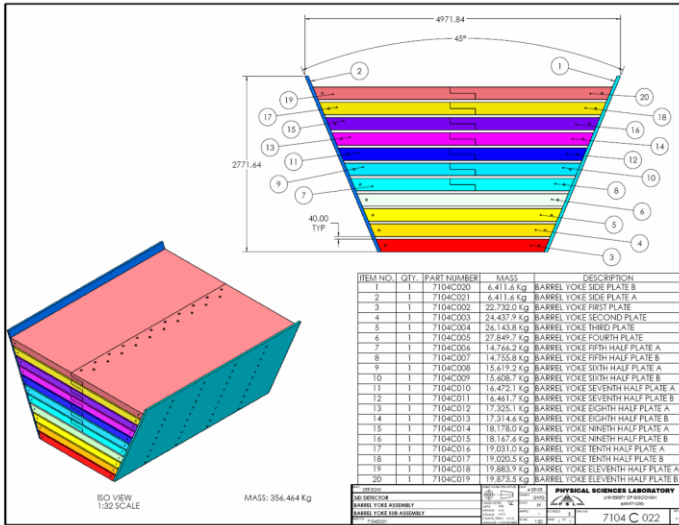 4971.84
45°
2
1
19
20
17
18
15
16
13
14
11
12
9
10
7
8
6
5
4
3
2771.64
40.00
TYP
ITEM NO. QTY. PART NUMBER MASS DESCRIPTION
1 1 7104C020 6,411.6 Kg BARREL YOKE SIDE PLATE B
2 1 7104C021 6,411.6 Kg BARREL YOKE SIDE PLATE A
3 1 7104C002 22,732.0 Kg BARREL YOKE FIRST PLATE
4 1 7104C003 24,437.9 Kg BARREL YOKE SECOND PLATE
5 1 7104C004 26,143.8 Kg BARREL YOKE THIRD PLATE
6 1 7104C005 27,849.7 Kg BARREL YOKE FOURTH PLATE
7 1 7104C006 14,766.2 Kg BARREL YOKE FIFTH HALF PLATE A
8 1 7104C007 14,755.8 Kg BARREL YOKE FIFTH HALF PLATE B
9 1 7104C008 15,619.2 Kg BARREL YOKE SIXTH HALF PLATE A
10 1 7104C009 15,608.7 Kg BARREL YOKE SIXTH HALF PLATE B
11 1 7104C010 16,472.1 Kg BARREL YOKE SEVENTH HALF PLATE A
12 1 7104C011 16,461.7 Kg BARREL YOKE SEVENTH HALF PLATE B
13 1 7104C012 17,325.1 Kg BARREL YOKE EIGHTH HALF PLATE A
14 1 7104C013 17,314.6 Kg BARREL YOKE EIGHTH HALF PLATE B
15 1 7104C014 18,178.0 Kg BARREL YOKE NINETH HALF PLATE A
16 1 7104C015 18,167.6 Kg BARREL YOKE NINETH HALF PLATE B
17 1 7104C016 19,031.0 Kg BARREL YOKE TENTH HALF PLATE A
18 1 7104C017 19,020.5 Kg BARREL YOKE TENTH HALF PLATE B
19 1 7104C018 19,883.9 Kg BARREL YOKE ELEVENTH HALF PLATE A
20 1 7104C019 19,873.5 Kg BARREL YOKE ELEVENTH HALF PLATE B
ISO VIEW
1:32 SCALE
MASS: 356,464 Kg
SID DETECTOR
BARREL YOKE ASSEMBLY
BARREL YOKE SUB ASSEMBLY
PHYSICAL SCIENCES LABORATORY
UNIVERSITY OF WISCONSIN
7104 C 022